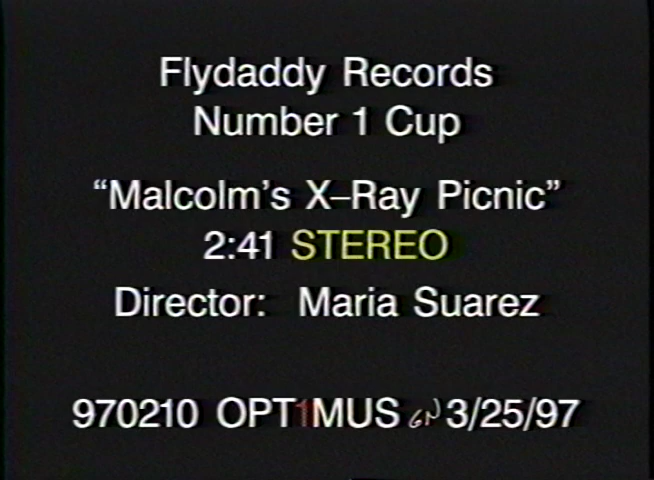 Flydaddy Records
Number 1 Cup
“Malcolm’s X–Ray Picnic”
2:41 STEREO
Director: Maria Suarez
970210 OPT1MUS GN 3/25/97